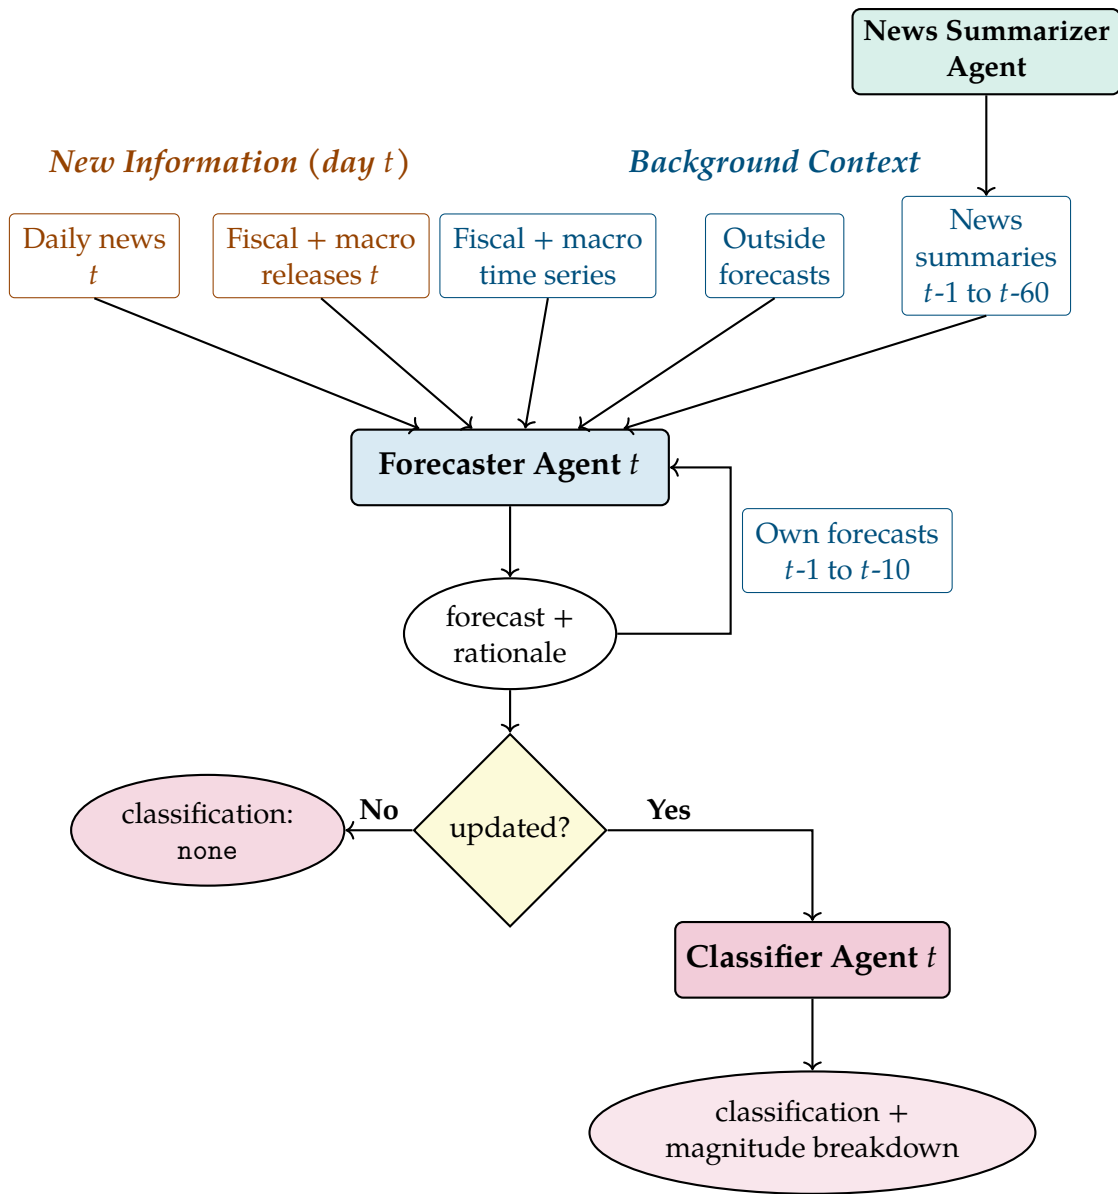 News Summarizer
Agent
New Information (day t)
Background Context
Daily news
t
Fiscal + macro
releases t
Fiscal + macro
time series
Outside
forecasts
News
summaries
t-1 to t-60
Forecaster Agent t
Own forecasts
t-1 to t-10
forecast +
rationale
No
updated?
Yes
classification:
none
Classifier Agent t
classification +
magnitude breakdown